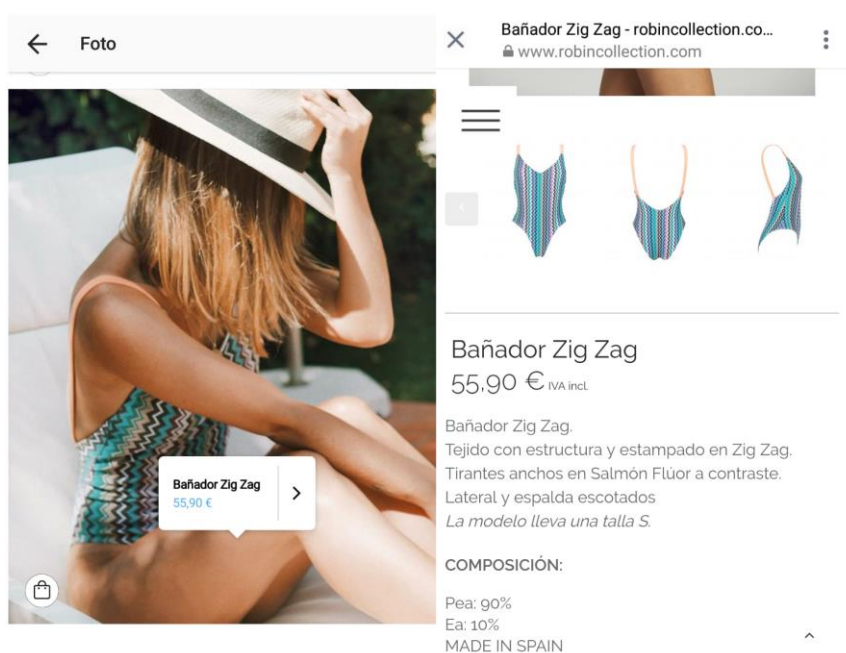 Foto
Bañador Zig Zag
55,90 €
Bañador Zig Zag - robincollection.co...
www.robincollection.com
Bañador Zig Zag
55,90 € IVA incl.
Bañador Zig Zag.
Tejido con estructura y estampado en Zig Zag.
Tirantes anchos en Salmón Flúor a contraste.
Lateral y espalda escotados
La modelo lleva una talla S.
COMPOSICIÓN:
Pea: 90%
Ea: 10%
MADE IN SPAIN